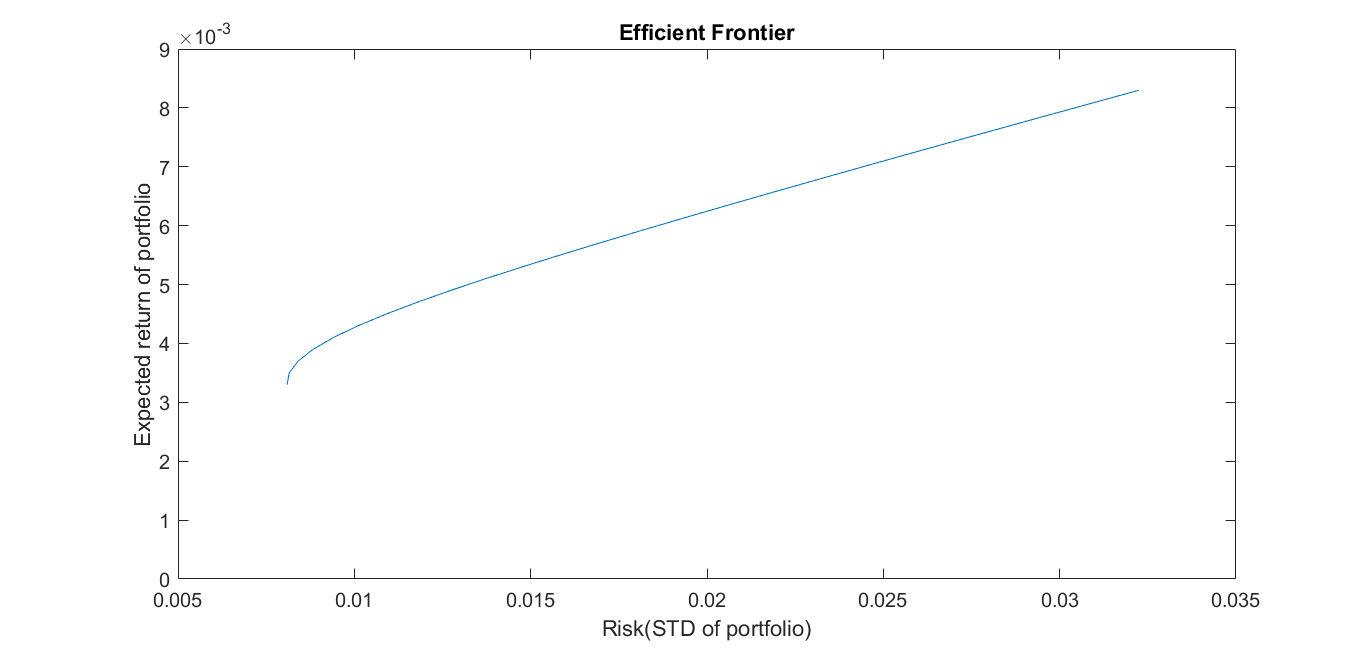 Efficient Frontier
×10-3
9
8
7
6
5
4
3
2
1
0
Expected return of portfolio
0.005 0.01 0.015 0.02 0.025 0.03 0.035
Risk(STD of portfolio)